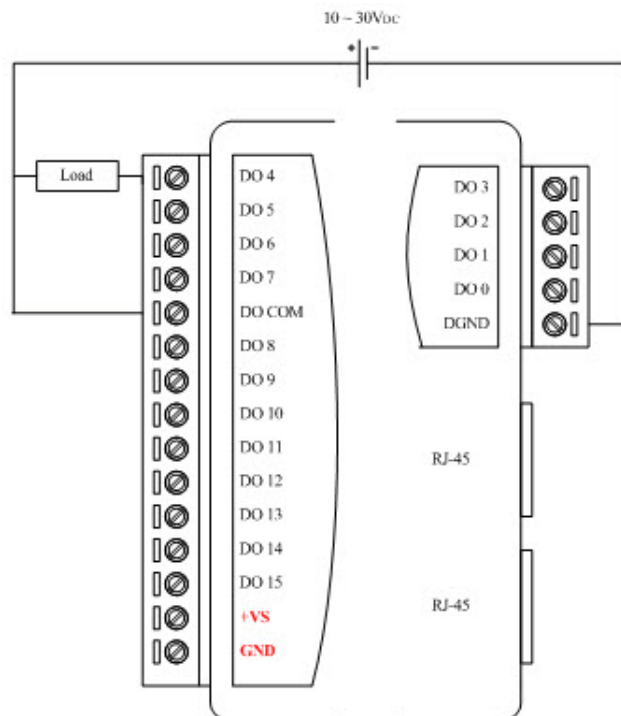 10 ~ 30VDC
+ -
Load
DO 4
DO 5
DO 6
DO 7
DO COM
DO 8
DO 9
DO 10
DO 11
DO 12
DO 13
DO 14
DO 15
+VS
GND
DO 3
DO 2
DO 1
DO 0
DGND
RJ-45
RJ-45